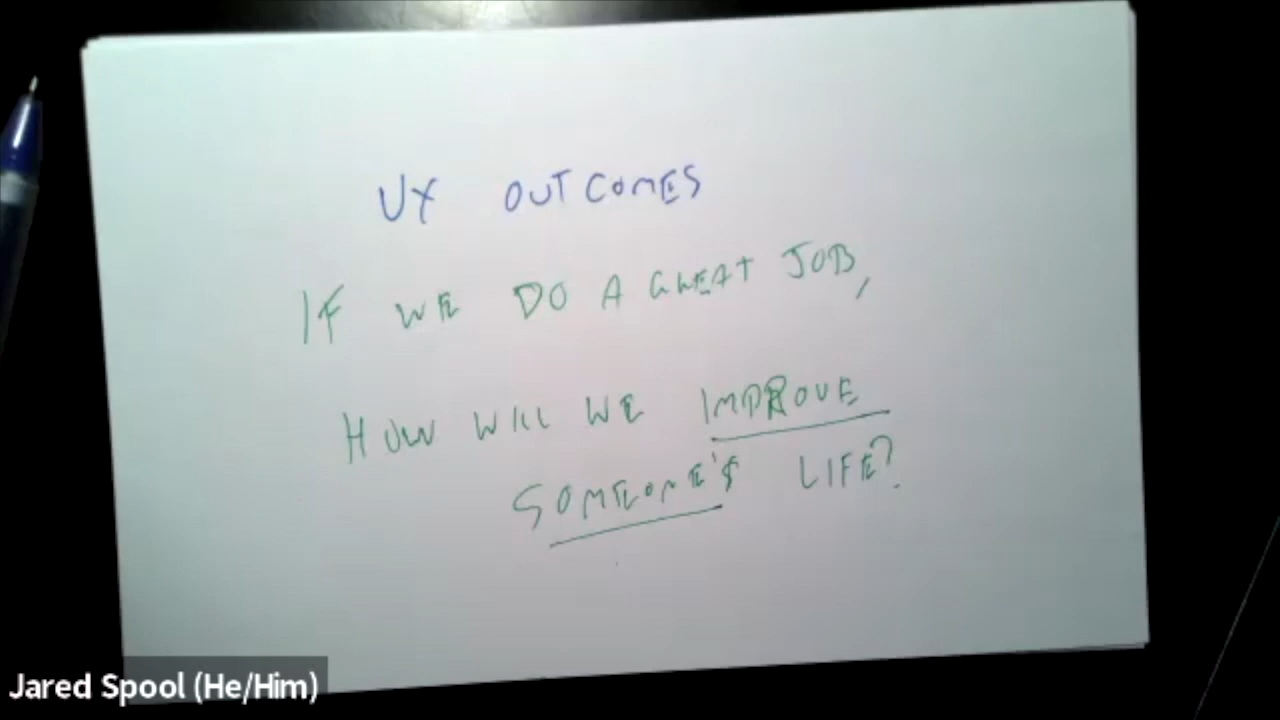 UX OUTCOMES
IF WE DO A GREAT JOB,
HOW WILL WE IMPROVE
SOMEONE'S LIFE?
Jared Spool (He/Him)